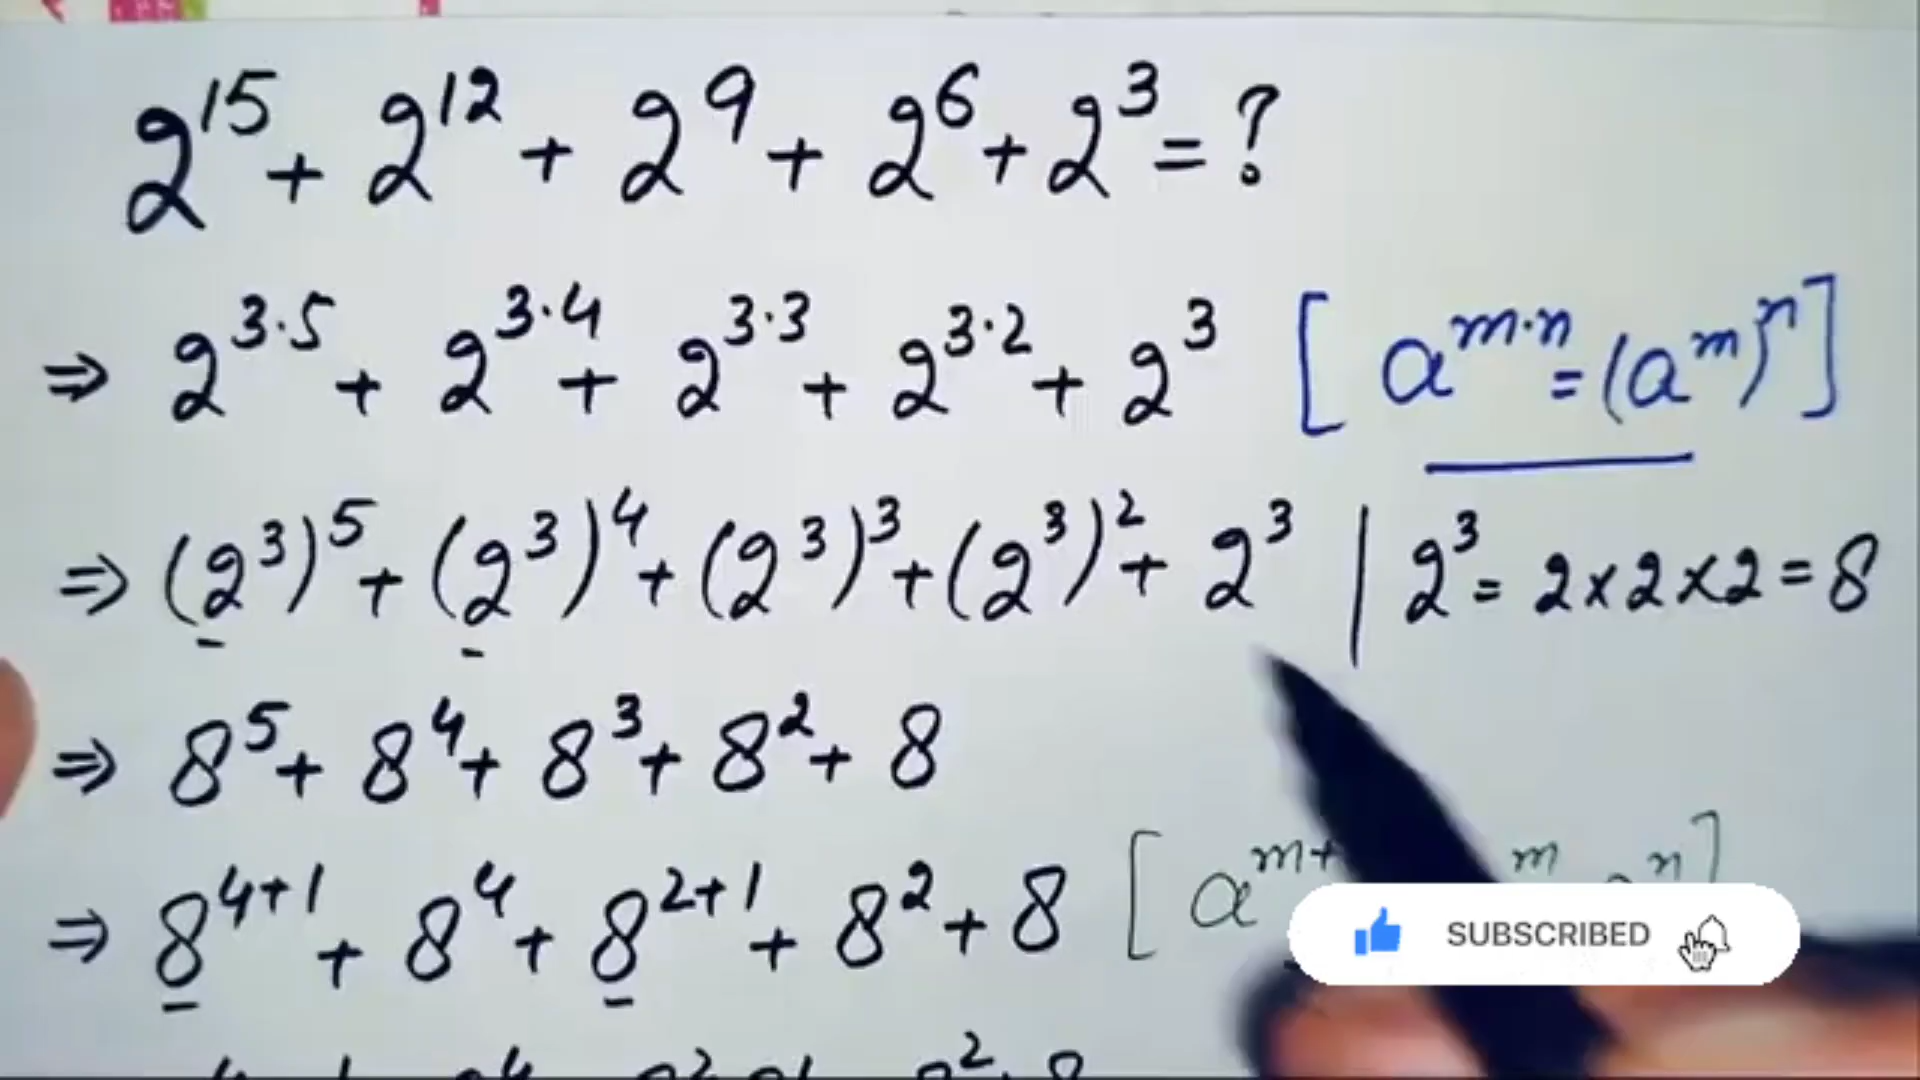 2^15 + 2^12 + 2^9 + 2^6 + 2^3 = ?
⇒ 2^3·5 + 2^3·4 + 2^3·3 + 2^3·2 + 2^3 [a^m·n = (a^m)^n]
⇒ (2^3)^5 + (2^3)^4 + (2^3)^3 + (2^3)^2 + 2^3 | 2^3 = 2×2×2 = 8
⇒ 8^5 + 8^4 + 8^3 + 8^2 + 8
⇒ 8^4+1 + 8^4 + 8^2+1 + 8^2 + 8 [a^m+
SUBSCRIBED